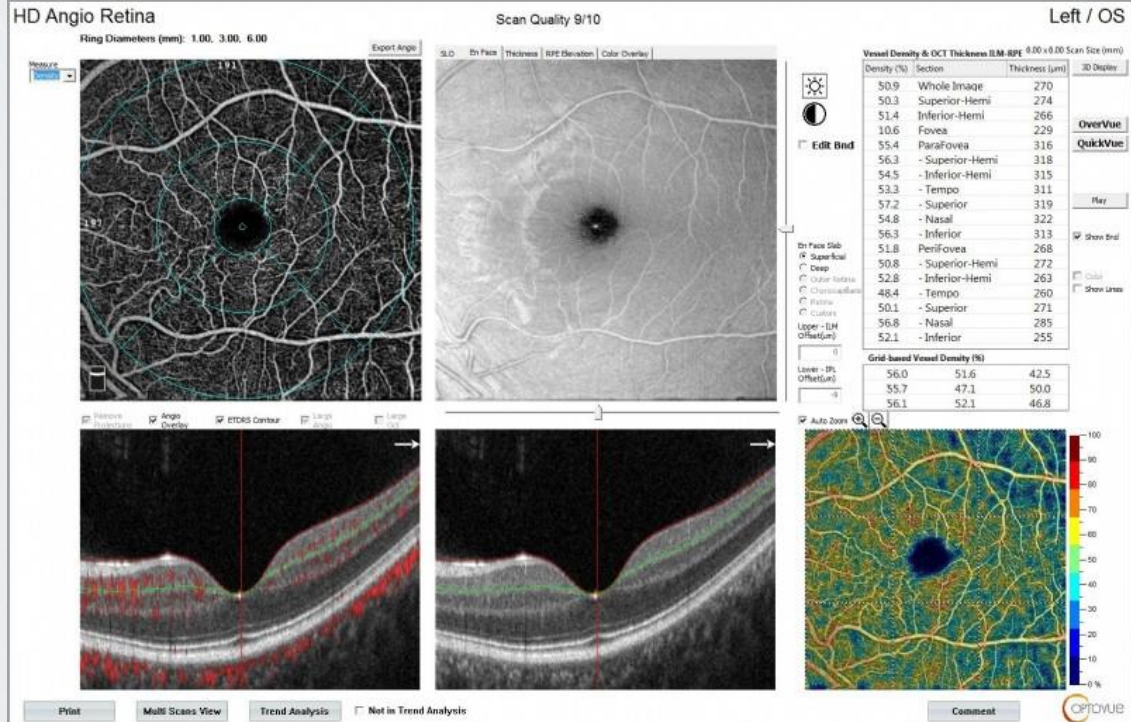 HD Angio Retina
Scan Quality 9/10
Left / OS
Ring Diameters (mm): 1.00, 3.00, 6.00
Export Angio
Measure
Density
191
197
SLO En Face Thickness RPE Elevation Color Overlay
Edit Bnd
En Face Slab
Superficial
Deep
Outer Retina
Choriocapillaris
Retina
Custom
Upper - ILM
Offset(µm)
0
Lower - IPL
Offset(µm)
-9
Vessel Density & OCT Thickness ILM-RPE
Scan Size (mm)
Density (%) Section Thickness (µm)
50.9 Whole Image 270
50.3 Superior-Hemi 274
51.4 Inferior-Hemi 266
10.6 Fovea 229
55.4 ParaFovea 316
56.3 - Superior-Hemi 318
54.5 - Inferior-Hemi 315
53.3 - Tempo 311
57.2 - Superior 319
54.8 - Nasal 322
56.3 - Inferior 313
51.8 PeriFovea 268
50.8 - Superior-Hemi 272
52.8 - Inferior-Hemi 263
48.4 - Tempo 260
50.1 - Superior 271
56.8 - Nasal 285
52.1 - Inferior 255
Grid-based Vessel Density (%)
56.0 51.6 42.5
55.7 47.1 50.0
56.1 52.1 46.8
3D Display
OverVue
QuickVue
Play
Show Bnd
Color
Show Lines
Remove Projections
Angio Overlay
ETDRS Contour
Large Angio
Large Oct
Auto Zoom
100
90
80
70
60
50
40
30
20
10
0 %
Print
Multi Scans View
Trend Analysis
Not in Trend Analysis
Comment
OPTOVUE